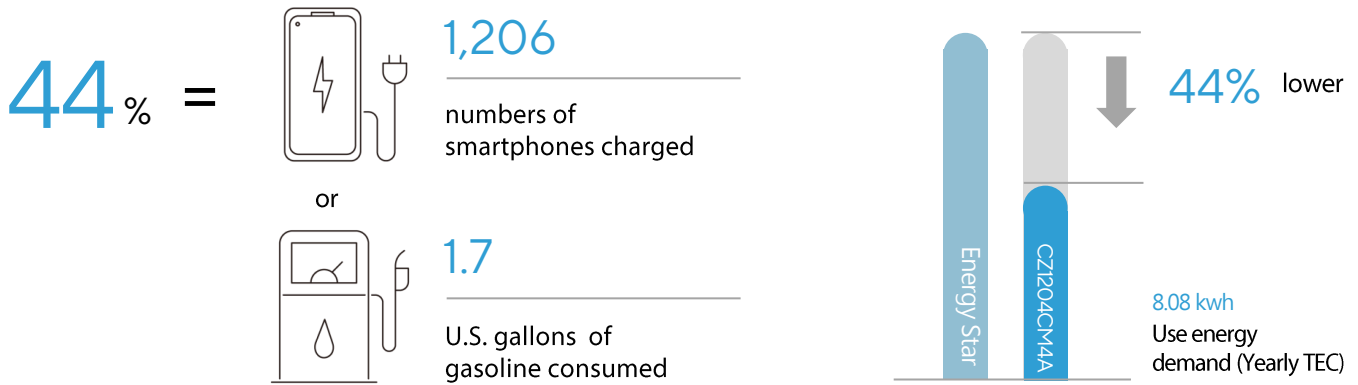 44 %
=
1,206
numbers of
smartphones charged
or
1.7
U.S. gallons of
gasoline consumed
Energy Star
CZ1204CM4A
44% lower
8.08 kwh
Use energy
demand (Yearly TEC)